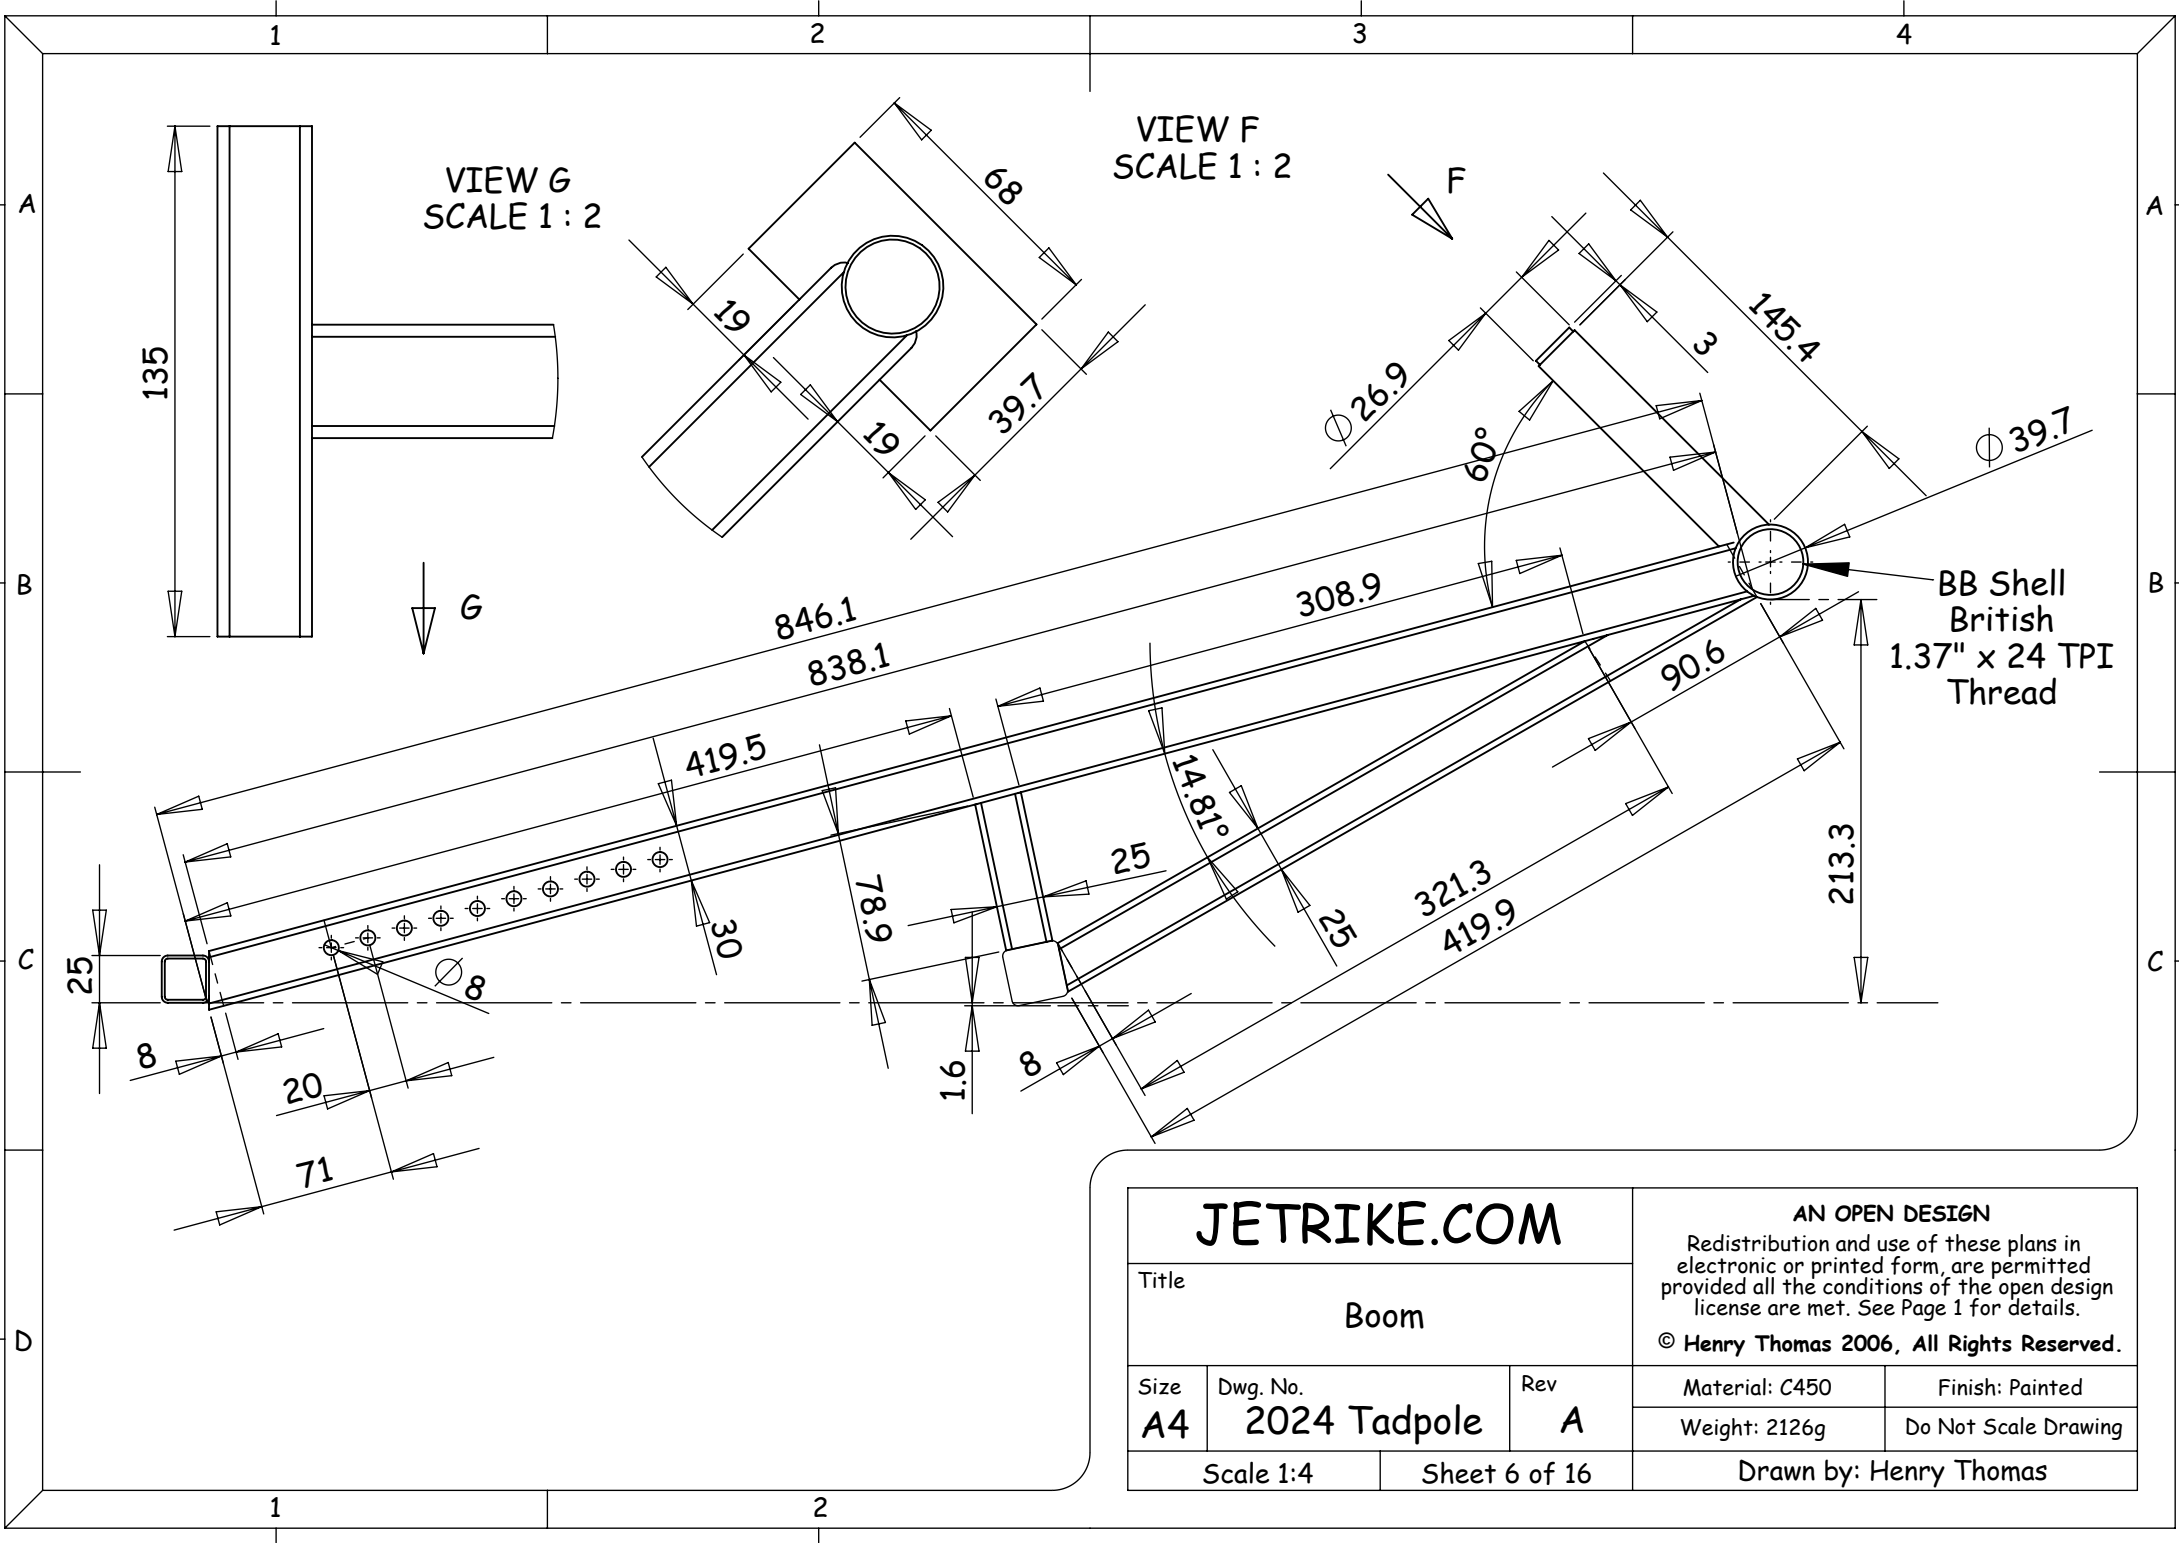 1
2
3
4
A
A
VIEW F
SCALE 1 : 2
VIEW G
SCALE 1 : 2
F
68
19
19
39.7
135
3
145.4
Ø 26.9
60°
Ø 39.7
B
B
G
BB Shell
British
1.37" x 24 TPI
Thread
846.1
838.1
308.9
90.6
419.5
14.81°
25
78.9
30
25
321.3
419.9
213.3
C
C
25
Ø 8
8
20
71
1.6
8
D
JETRIKE.COM
Title
Boom
Size
A4
Dwg. No.
2024 Tadpole
Rev
A
Scale 1:4
Sheet 6 of 16
AN OPEN DESIGN
Redistribution and use of these plans in
electronic or printed form, are permitted
provided all the conditions of the open design
license are met. See Page 1 for details.
© Henry Thomas 2006, All Rights Reserved.
Material: C450
Finish: Painted
Weight: 2126g
Do Not Scale Drawing
Drawn by: Henry Thomas
1
2